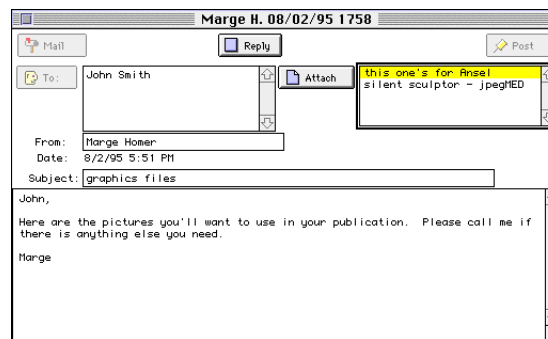 Marge H. 08/02/95 1758
Mail
Reply
Post
To:
John Smith
Attach
this one's for Ansel
silent sculptor - jpegMED
From:
Marge Homer
Date:
8/2/95 5:51 PM
Subject:
graphics files
John,
Here are the pictures you'll want to use in your publication. Please call me if
there is anything else you need.
Marge